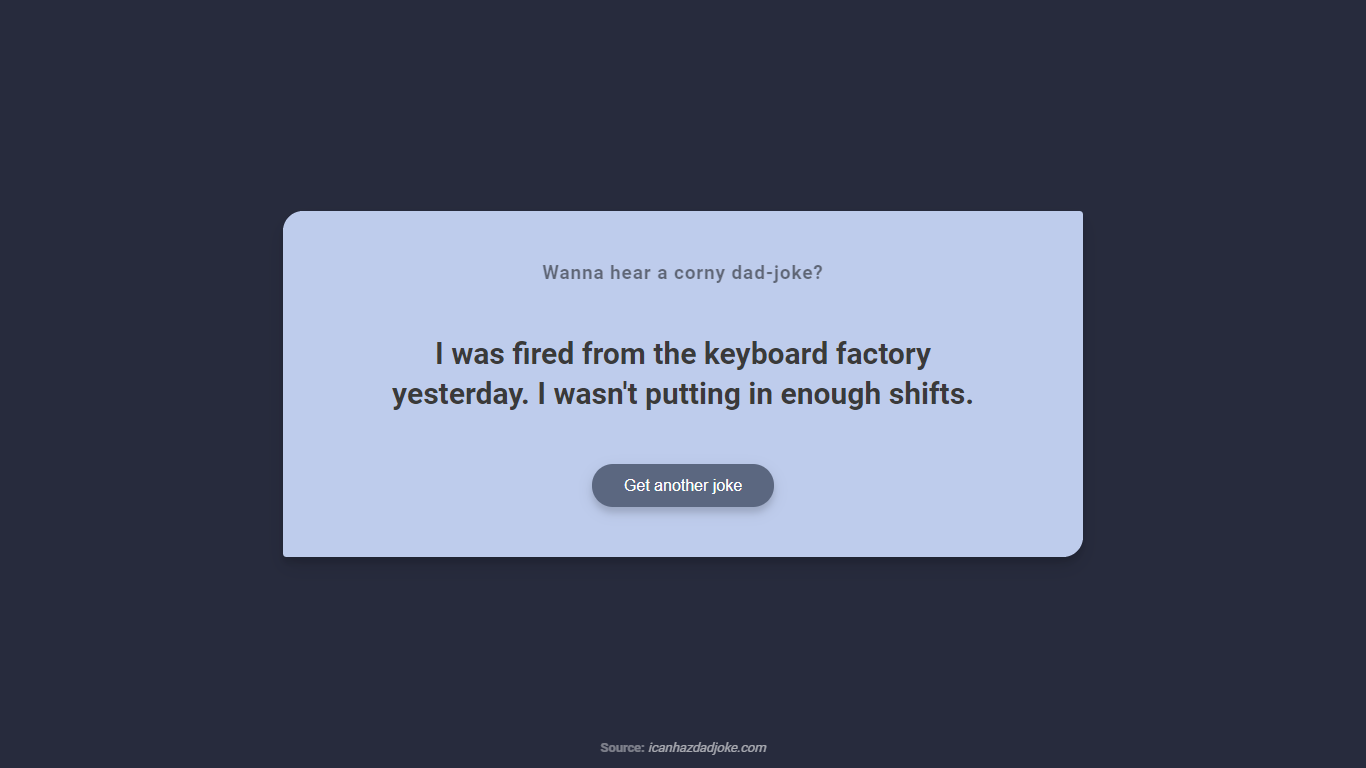 Wanna hear a corny dad-joke?
I was fired from the keyboard factory
yesterday. I wasn't putting in enough shifts.
Get another joke
Source: icanhazdadjoke.com